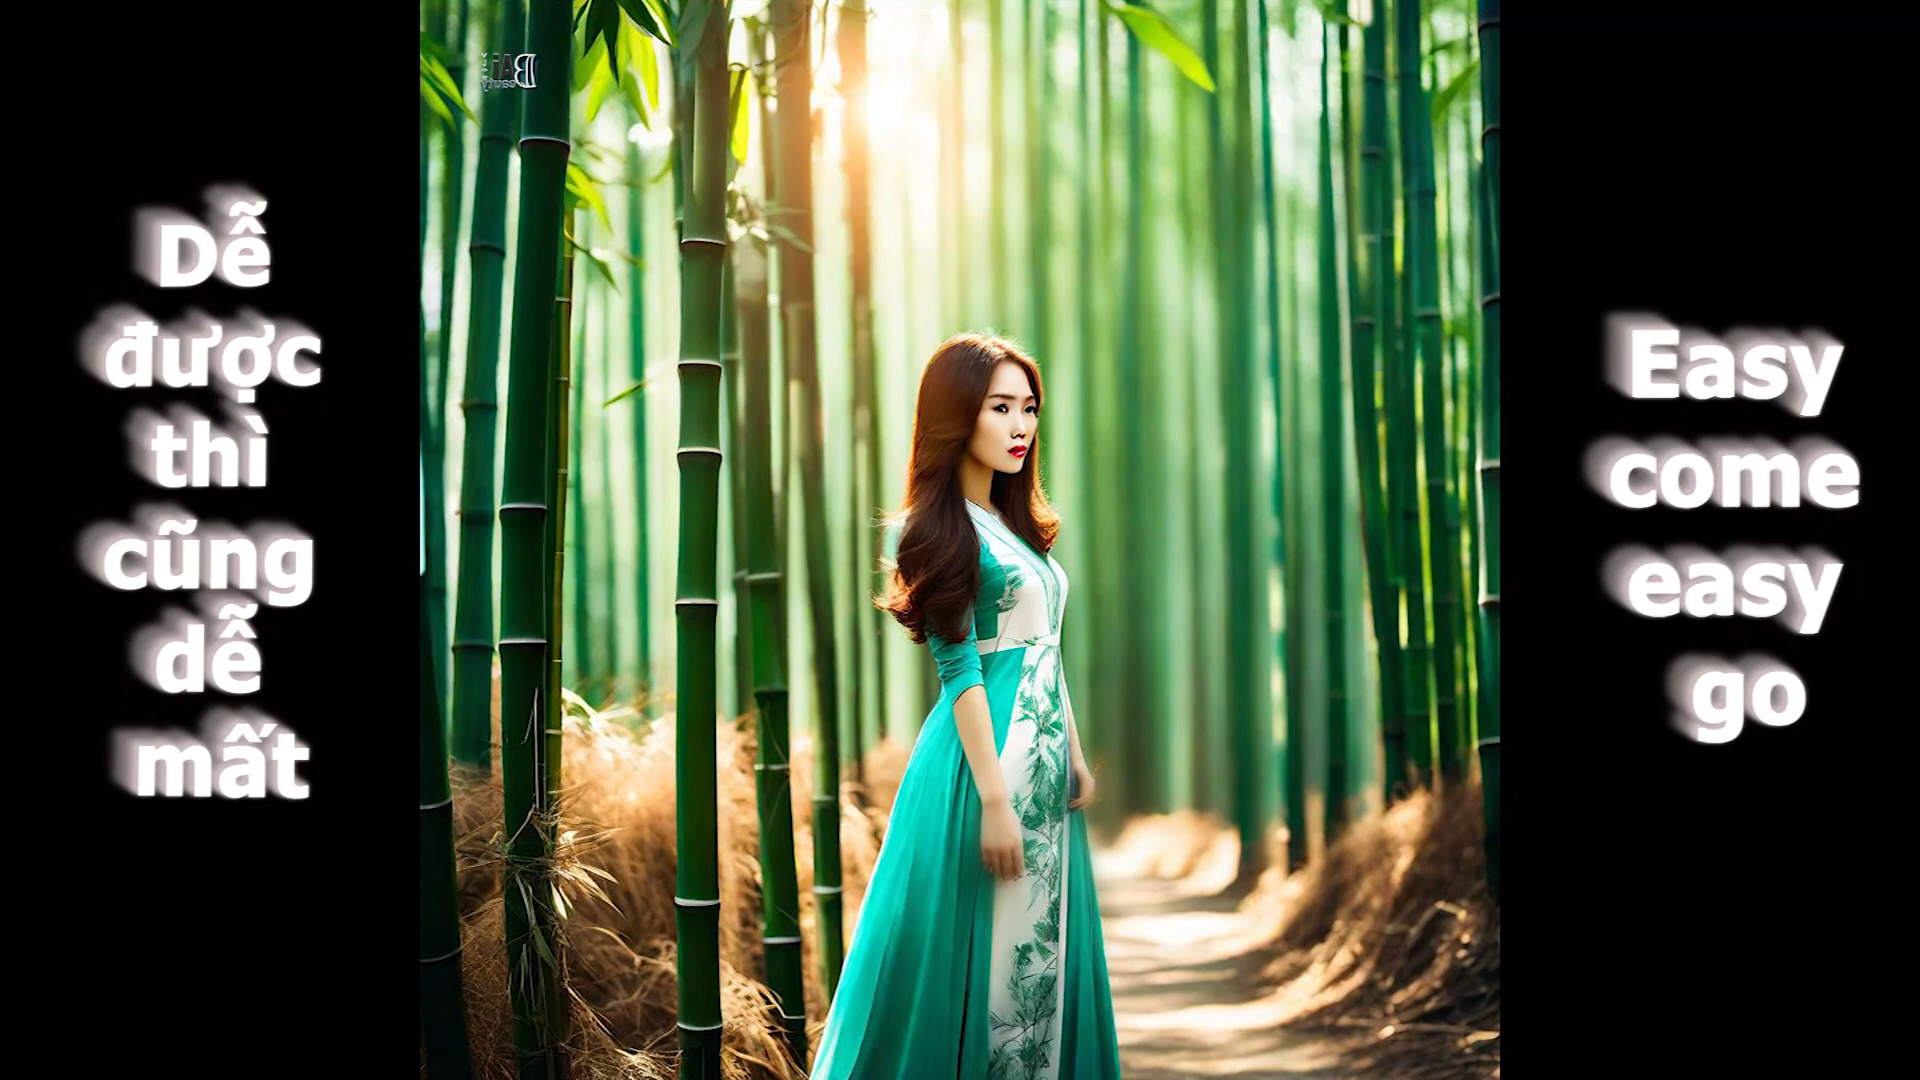 Dễ
được
thì
cũng
dễ
mất
Easy
come
easy
go